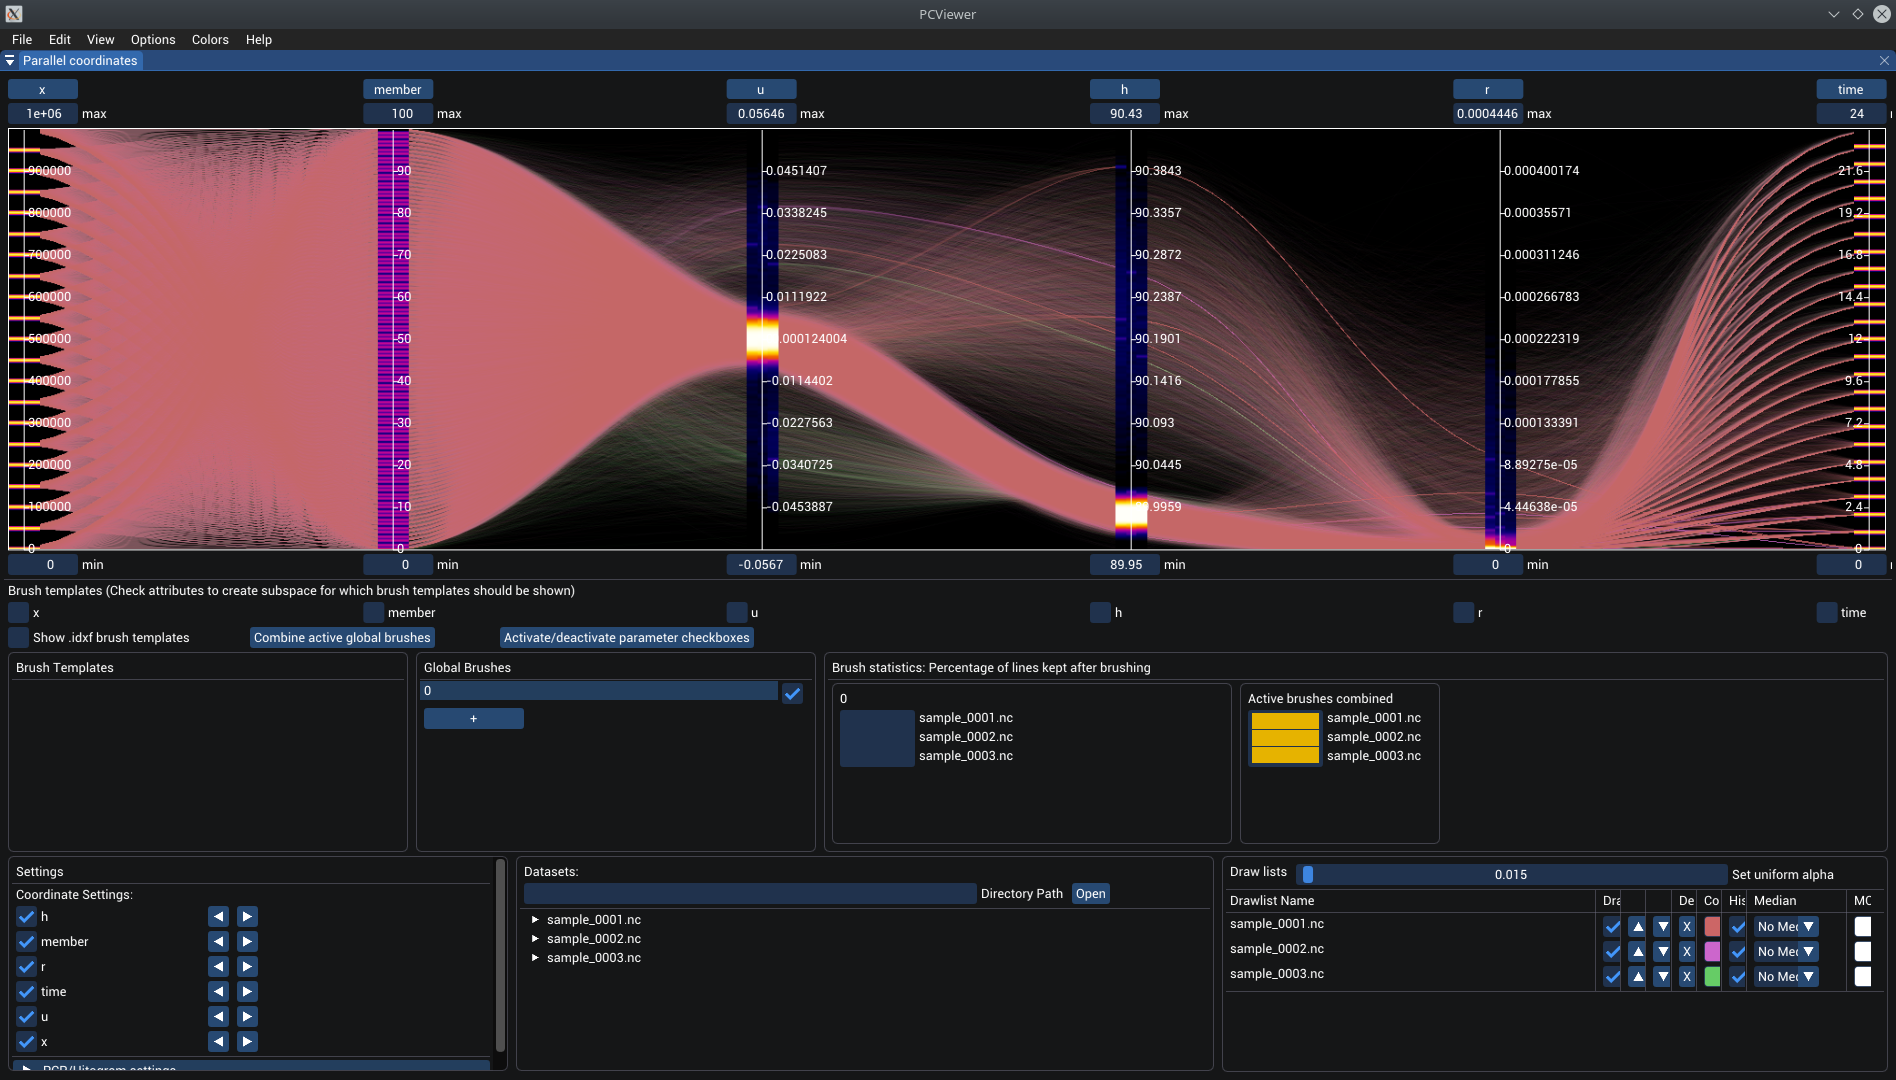 PCViewer
File Edit View Options Colors Help
Parallel coordinates
x member u h r time
1e+06 max 100 max 0.05646 max 90.43 max 0.0004446 max 24
900000 90 0.0451407 90.3843 0.000400174 21.6
800000 80 0.0338245 90.3357 0.00035571 19.2
700000 70 0.0225083 90.2872 0.000311246 16.8
600000 60 0.0111922 90.2387 0.000266783 14.4
500000 50 .000124004 90.1901 0.000222319 12
400000 40 -0.0114402 90.1416 0.000177855 9.6
300000 30 -0.0227563 90.093 0.000133391 7.2
200000 20 -0.0340725 90.0445 8.89275e-05 4.8
100000 10 -0.0453887 9.9959 4.44638e-05 2.4
0 0 0 0
0 min 0 min -0.0567 min 89.95 min 0 min 0
Brush templates (Check attributes to create subspace for which brush templates should be shown)
x member u h r time
Show .idxf brush templates Combine active global brushes Activate/deactivate parameter checkboxes
Brush Templates
Global Brushes
0
+
Brush statistics: Percentage of lines kept after brushing
0
sample_0001.nc
sample_0002.nc
sample_0003.nc
Active brushes combined
sample_0001.nc
sample_0002.nc
sample_0003.nc
Settings
Coordinate Settings:
h
member
r
time
u
x
Datasets:
Directory Path Open
sample_0001.nc
sample_0002.nc
sample_0003.nc
Draw lists 0.015 Set uniform alpha
Drawlist Name Dra De Co His Median MC
sample_0001.nc X No Med
sample_0002.nc X No Med
sample_0003.nc X No Med